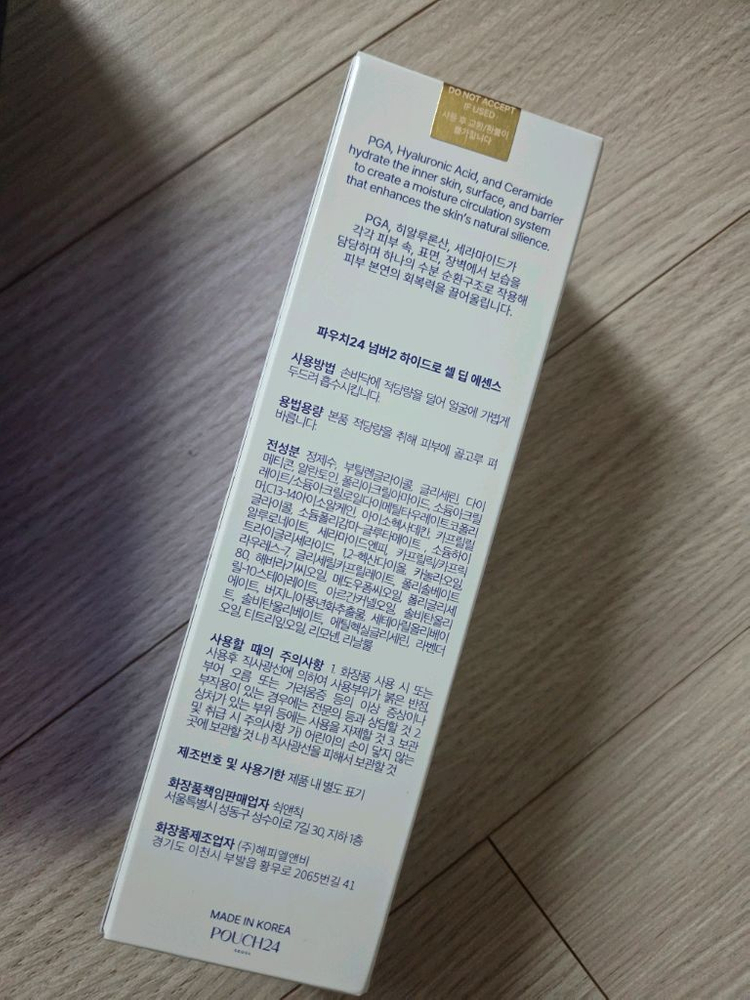 DO NOT ACCEPT
IF USED
사용 후 교환/환불이
불가합니다
PGA, Hyaluronic Acid, and Ceramide
hydrate the inner skin, surface, and barrier
to create a moisture circulation system
that enhances the skin's natural silience.
PGA, 히알루론산, 세라마이드가
각각 피부 속, 표면, 장벽에서 보습을
담당하며 하나의 수분 순환구조로 작용해
피부 본연의 회복력을 끌어올립니다.
파우치24 넘버2 하이드로 셀 딥 에센스
사용방법 손바닥에 적당량을 덜어 얼굴에 가볍게
두드려 흡수시킵니다.
용법용량 본품 적당량을 취해 피부에 골고루 펴
바릅니다.
전성분 정제수, 부틸렌글라이콜, 글리세린, 다이
메티콘, 알란토인, 폴리아크릴아마이드, 소듐아크릴
레이트/소듐아크릴로일다이메틸타우레이트코폴리
머,C13-14아이소알케인, 아이소헥사데칸, 카프릴릴
글라이콜, 소듐폴리감마-글루타메이트 , 소듐하이
알루로네이트, 세라마이드엔피, 카프릴릭/카프릭
트라이글리세라이드, 1,2-헥산다이올, 카놀라오일,
라우레스-7, 글리세릴카프릴레이트, 폴리솔베이트
80, 해바라기씨오일, 메도우폼씨오일, 폴리글리세
릴-10스테아레이트, 아르간커넬오일, 솔비탄올리
에이트, 버지니아풍년화추출물, 세테아릴올리베이
트, 솔비탄올리베이트, 에틸헥실글리세린, 라벤더
오일, 티트리잎오일, 리모넨, 리날룰
사용할 때의 주의사항 1. 화장품 사용 시 또는
사용후 직사광선에 의하여 사용부위가 붉은 반점,
부어 오름 또는 가려움증 등의 이상 증상이나
부작용이 있는 경우에는 전문의 등과 상담할 것 2.
상처가 있는 부위 등에는 사용을 자제할 것 3. 보관
및 취급 시 주의사항 가) 어린이의 손이 닿지 않는
곳에 보관할 것 나) 직사광선을 피해서 보관할 것
제조번호 및 사용기한 제품 내 별도 표기
화장품책임판매업자 쉭앤칙
서울특별시 성동구 성수이로 7길 30, 지하 1층
화장품제조업자 (주)해피엘앤비
경기도 이천시 부발읍 황무로 2065번길 41
MADE IN KOREA
POUCH24